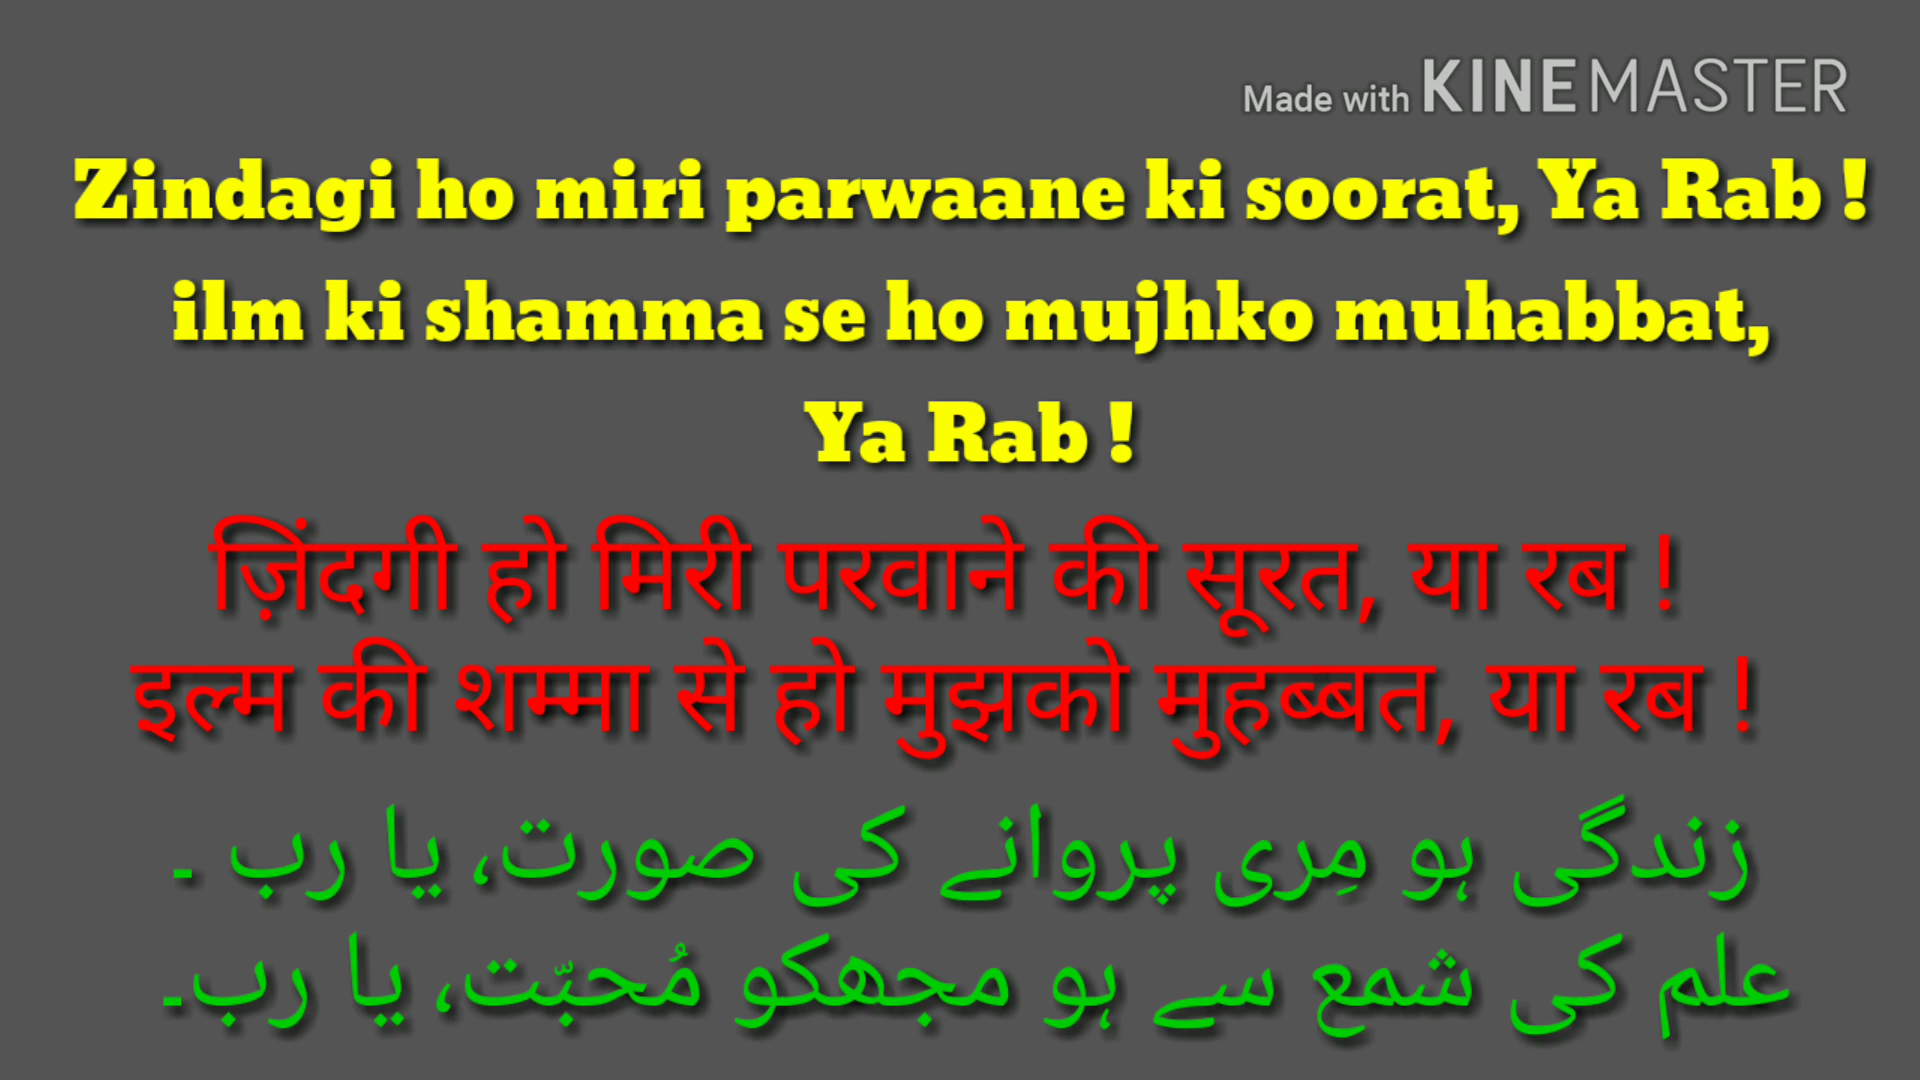 Made with KINEMASTER
Zindagi ho miri parwaane ki soorat, Ya Rab !
ilm ki shamma se ho mujhko muhabbat,
Ya Rab !
ज़िंदगी हो मिरी परवाने की सूरत, या रब !
इल्म की शम्मा से हो मुझको मुहब्बत, या रब !
زندگی ہو مِری پروانے کی صورت، یا رب ۔
علم کی شمع سے ہو مجھکو مُحبّت، یا رب۔